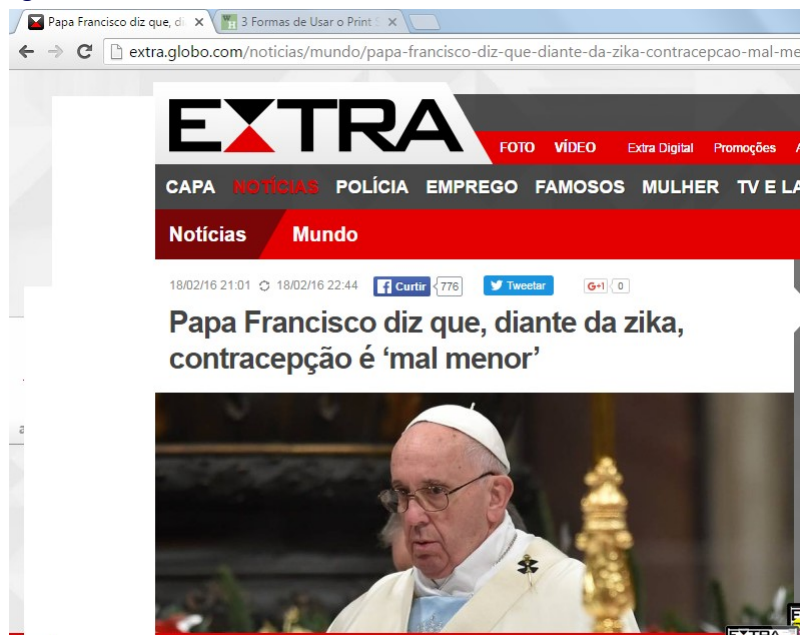 Papa Francisco diz que, di
3 Formas de Usar o Print S
extra.globo.com/noticias/mundo/papa-francisco-diz-que-diante-da-zika-contracepcao-mal-me
EXTRA
FOTO VÍDEO Extra Digital Promoções A
CAPA NOTÍCIAS POLÍCIA EMPREGO FAMOSOS MULHER TV E LA
Notícias Mundo
18/02/16 21:01 18/02/16 22:44 Curtir 776 Tweetar G+1 0
Papa Francisco diz que, diante da zika,
contracepção é ‘mal menor’